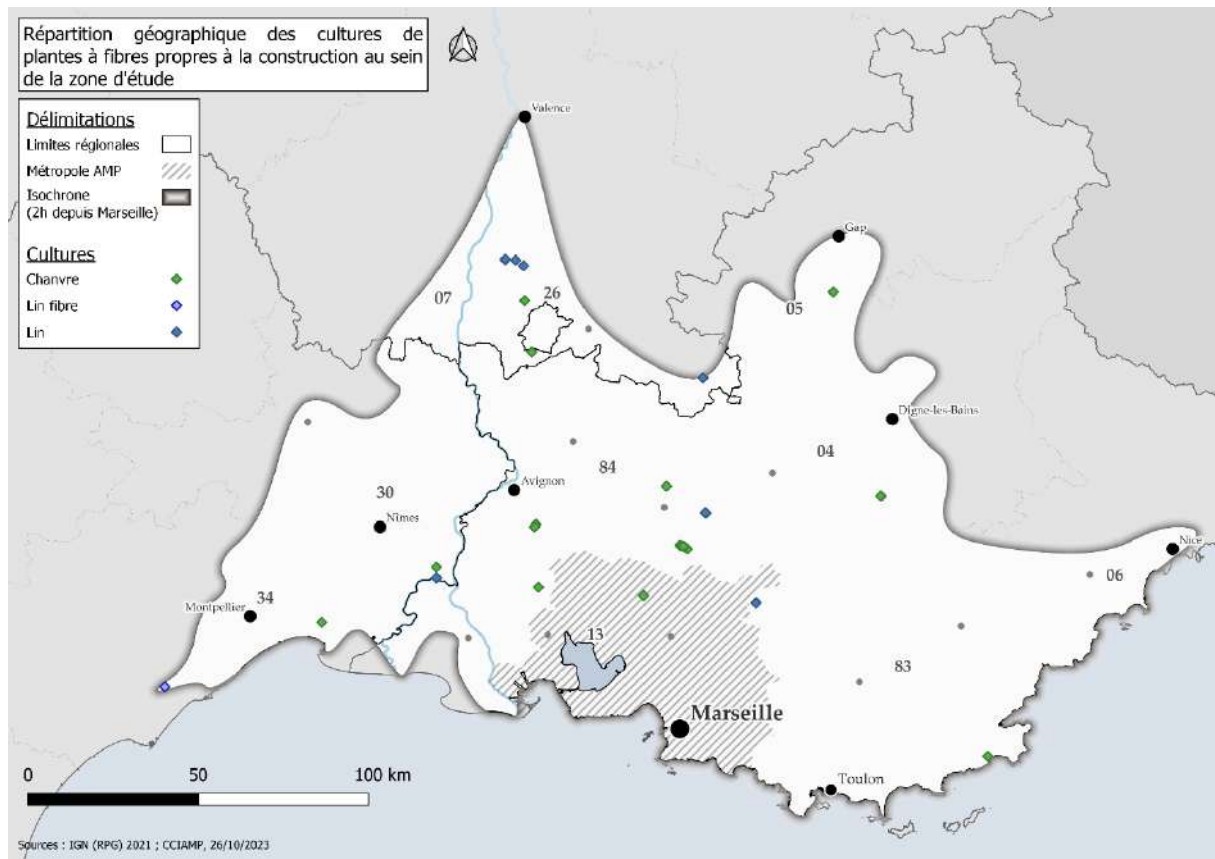 Répartition géographique des cultures de
plantes à fibres propres à la construction au sein
de la zone d'étude
Délimitations
Limites régionales
Métropole AMP
Isochrone
(2h depuis Marseille)
Cultures
Chanvre
Lin fibre
Lin
Valence
Gap
07
26
05
Digne-les-Bains
04
84
Avignon
30
Nîmes
Nice
06
Montpellier
34
13
83
Marseille
Toulon
0 50 100 km
Sources : IGN (RPG) 2021 ; CCIAMP, 26/10/2023